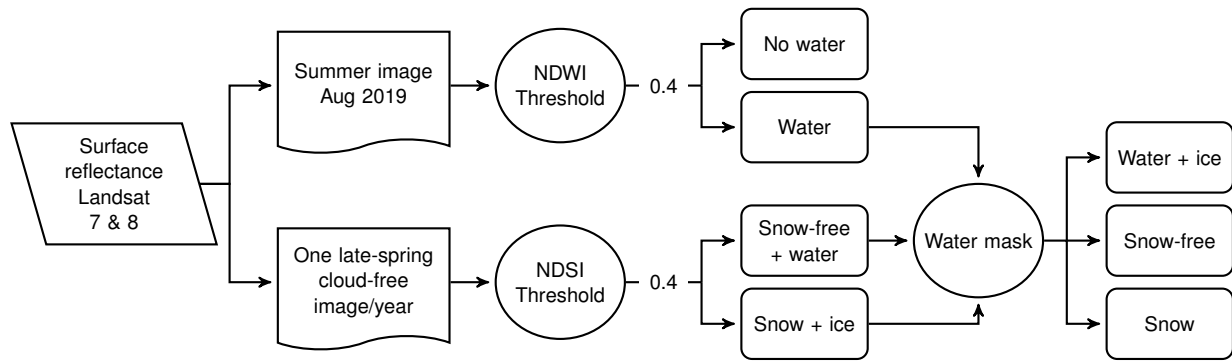 Surface
reflectance
Landsat
7 & 8
Summer image
Aug 2019
NDWI
Threshold
0.4
No water
Water
One late-spring
cloud-free
image/year
NDSI
Threshold
0.4
Snow-free
+ water
Snow + ice
Water mask
Water + ice
Snow-free
Snow